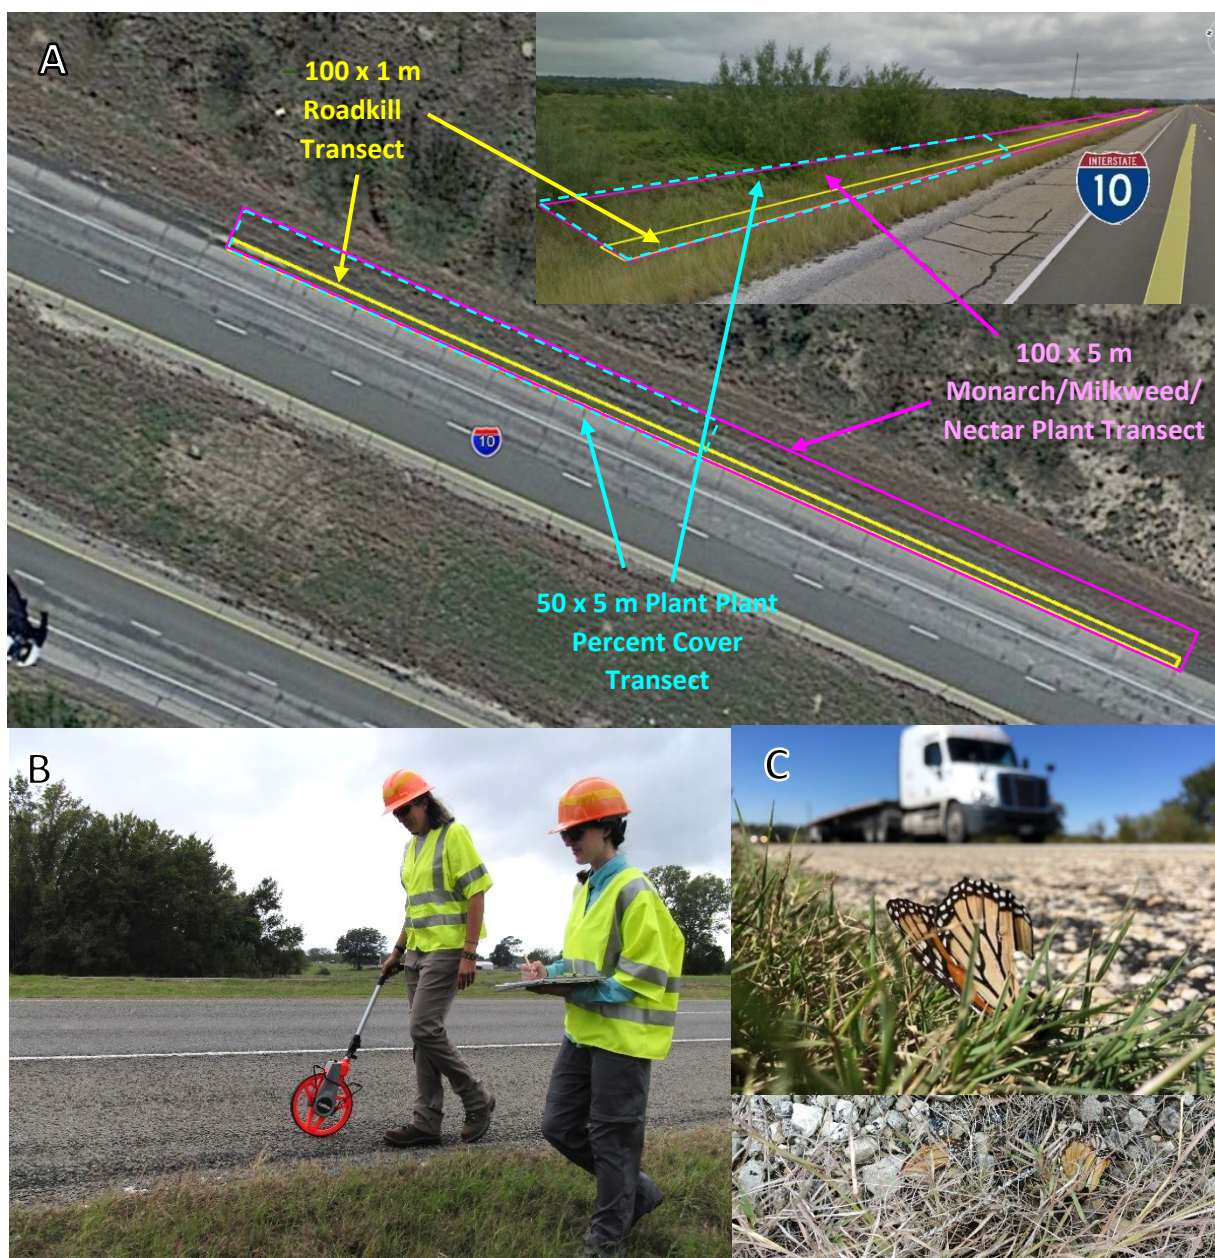 A
100 x 1 m
Roadkill
Transect
INTERSTATE
10
100 x 5 m
Monarch/Milkweed/
Nectar Plant Transect
10
50 x 5 m Plant Plant
Percent Cover
Transect
B
C